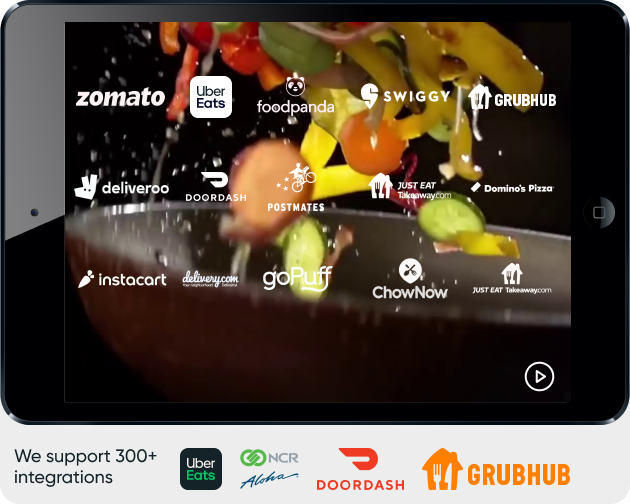 zomato
Uber Eats
foodpanda
SWIGGY
GRUBHUB
deliveroo
DOORDASH
POSTMATES
JUST EAT
Takeaway.com
Domino's Pizza
instacart
delivery.com
goPuff
ChowNow
JUST EAT Takeaway.com
We support 300+
integrations
Uber
Eats
NCR
Aloha
DOORDASH
GRUBHUB